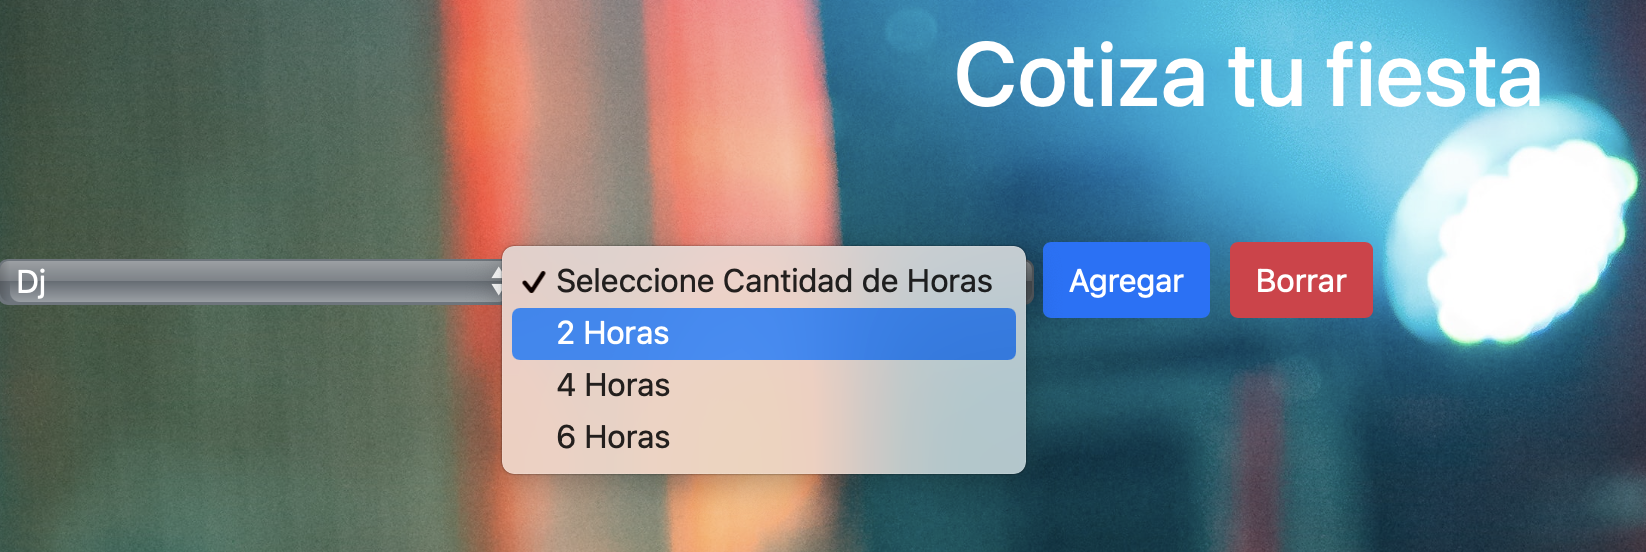 Cotiza tu fiesta
Dj
✓ Seleccione Cantidad de Horas
2 Horas
4 Horas
6 Horas
Agregar
Borrar